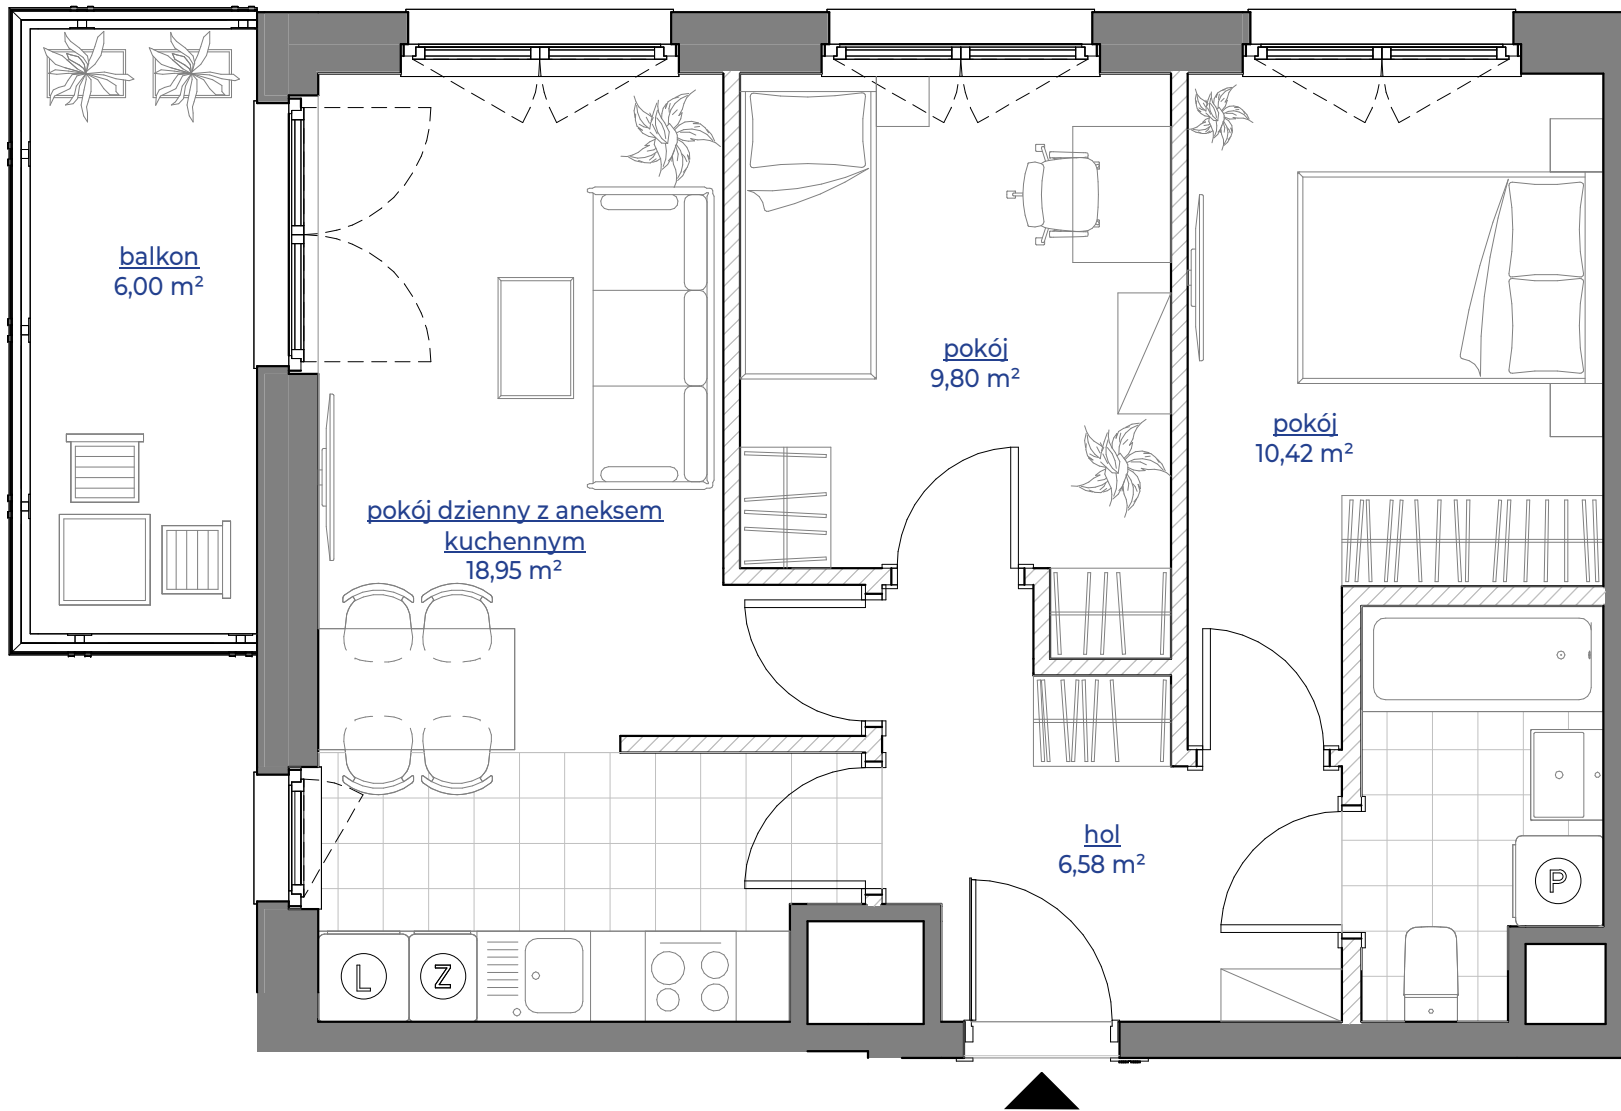 balkon
6,00 m²
pokój dzienny z aneksem
kuchennym
18,95 m²
pokój
9,80 m²
pokój
10,42 m²
hol
6,58 m²
P
L
Z